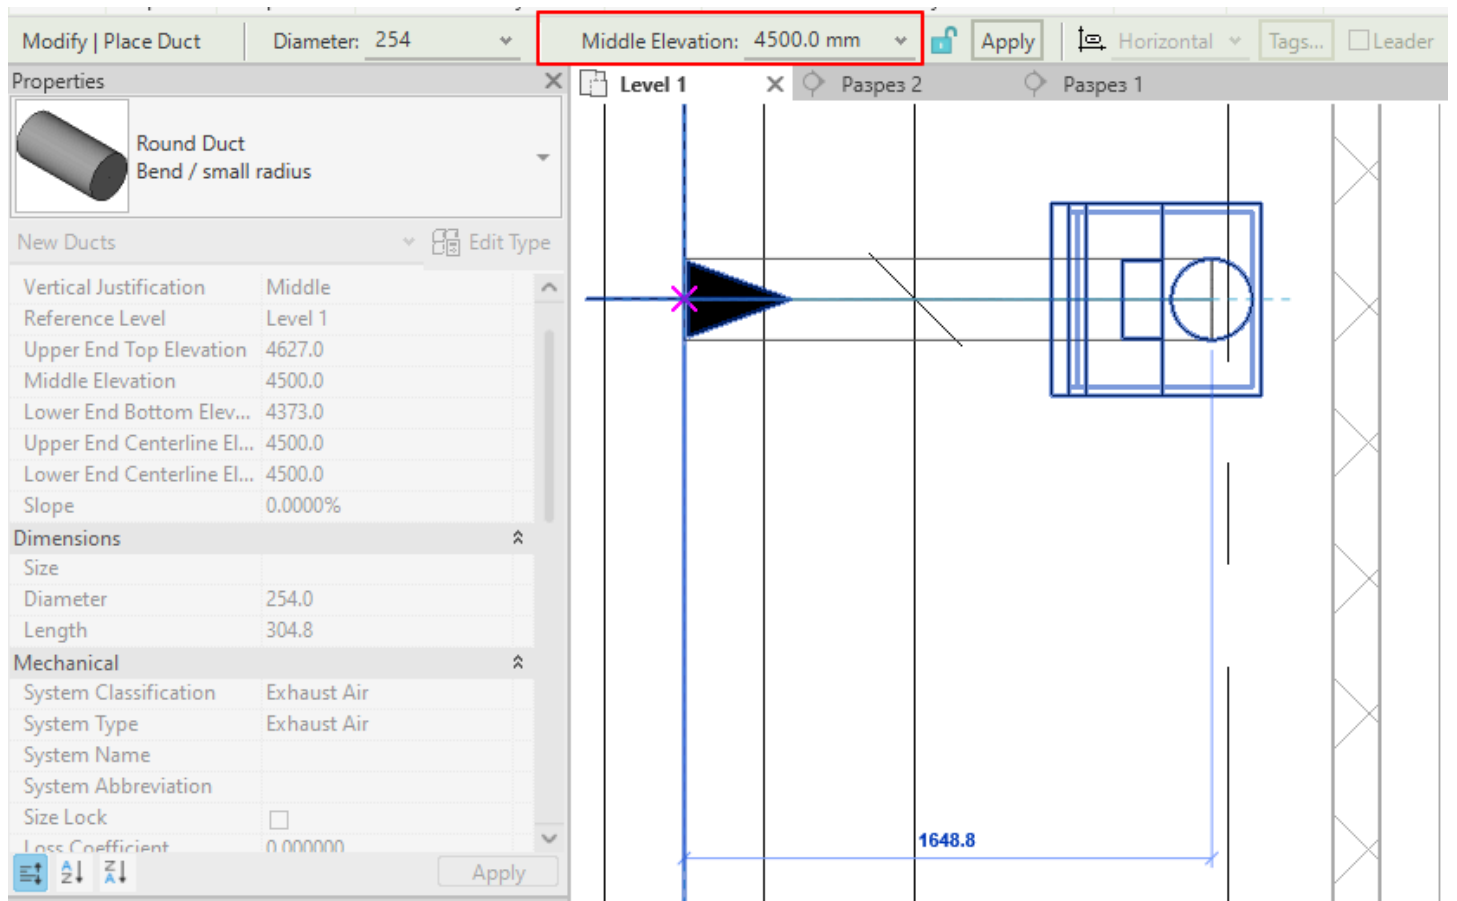 Modify | Place Duct Diameter: 254 Middle Elevation: 4500.0 mm Apply Horizontal Tags... Leader
Properties
Level 1 Разрез 2 Разрез 1
Round Duct
Bend / small radius
New Ducts Edit Type
Vertical Justification Middle
Reference Level Level 1
Upper End Top Elevation 4627.0
Middle Elevation 4500.0
Lower End Bottom Elev... 4373.0
Upper End Centerline El... 4500.0
Lower End Centerline El... 4500.0
Slope 0.0000%
Dimensions
Size
Diameter 254.0
Length 304.8
Mechanical
System Classification Exhaust Air
System Type Exhaust Air
System Name
System Abbreviation
Size Lock
Loss Coefficient 0.000000
Apply
1648.8